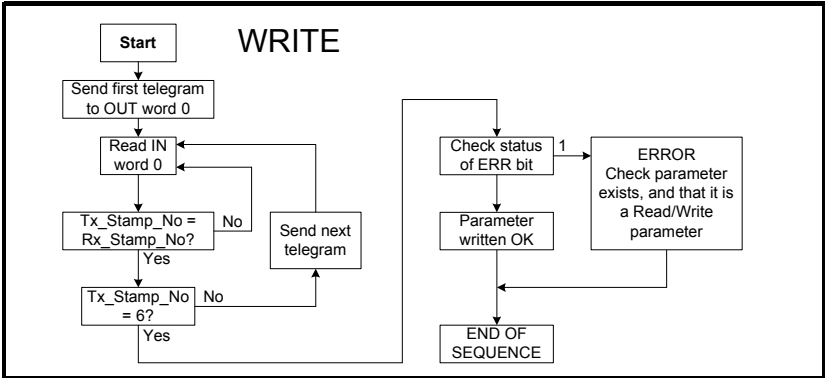 WRITE
Start
Send first telegram
to OUT word 0
Read IN
word 0
Tx_Stamp_No =
Rx_Stamp_No?
No
Yes
Send next
telegram
Tx_Stamp_No
= 6?
No
Yes
Check status
of ERR bit
1
ERROR
Check parameter
exists, and that it is
a Read/Write
parameter
Parameter
written OK
END OF
SEQUENCE